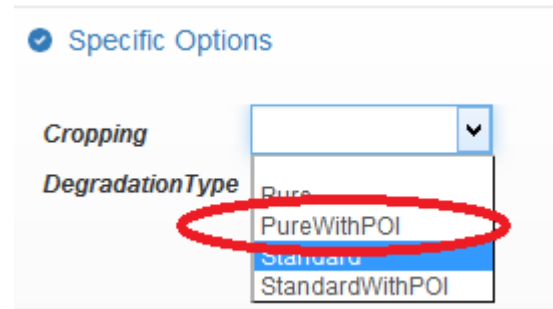 Specific Options
Cropping
DegradationType
Pure
PureWithPOI
Standard
StandardWithPOI